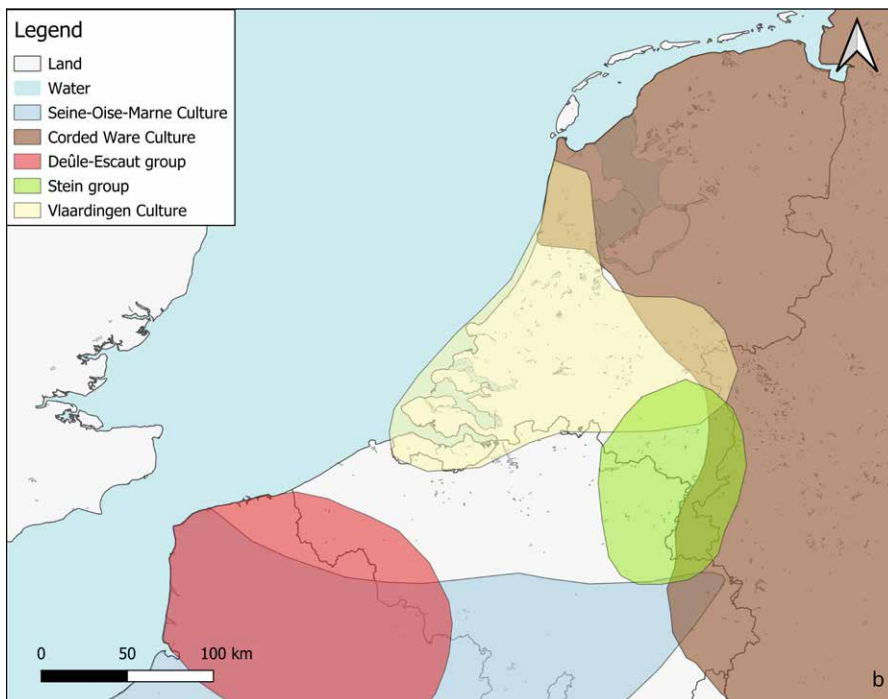 Legend
Land
Water
Seine-Oise-Marne Culture
Corded Ware Culture
Deûle-Escaut group
Stein group
Vlaardingen Culture
0 50 100 km
b